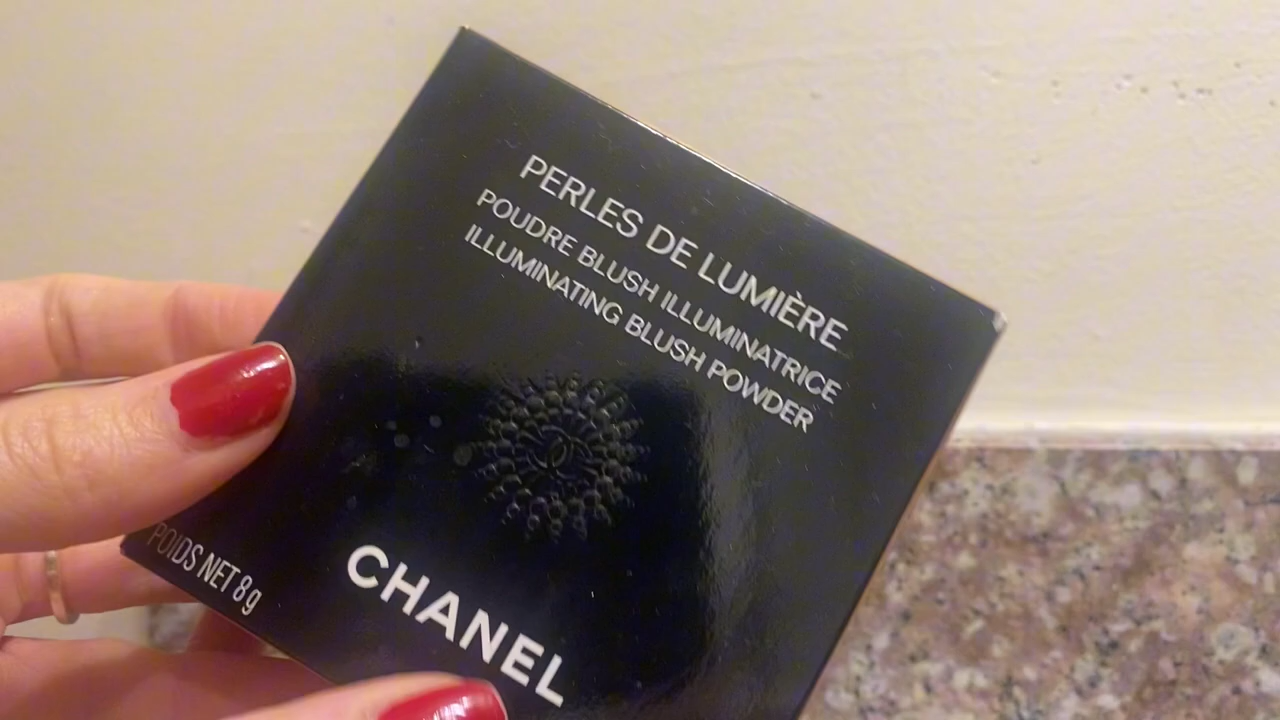 PERLES DE LUMIÈRE
POUDRE BLUSH ILLUMINATRICE
ILLUMINATING BLUSH POWDER
CHANEL
POIDS NET 8g